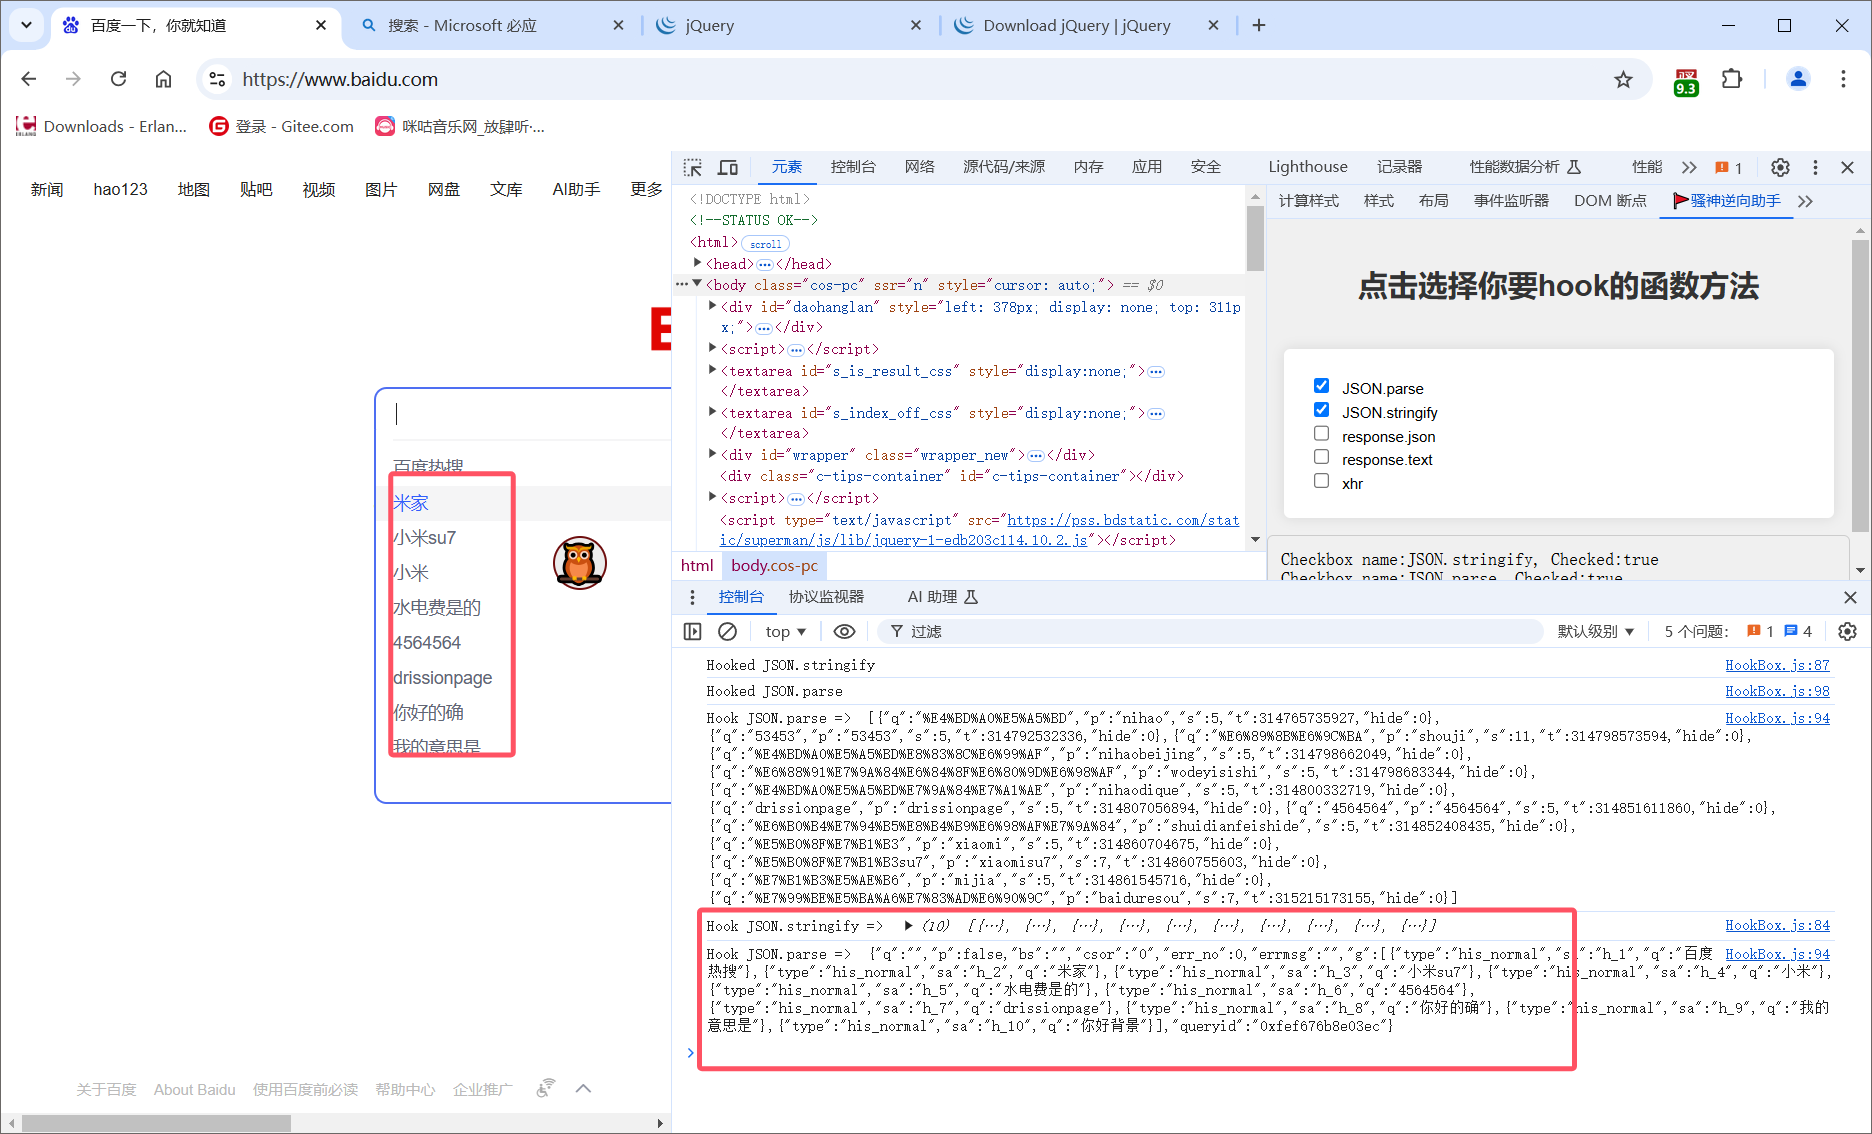 百度一下，你就知道
搜索 - Microsoft 必应
jQuery
Download jQuery | jQuery
https://www.baidu.com
9.3
Downloads - Erlan...
登录 - Gitee.com
咪咕音乐网_放肆听·...
新闻 hao123 地图 贴吧 视频 图片 网盘 文库 AI助手 更多
百度热搜
米家
小米su7
小米
水电费是的
4564564
drissionpage
你好的确
我的意思是
关于百度 About Baidu 使用百度前必读 帮助中心 企业推广
元素 控制台 网络 源代码/来源 内存 应用 安全 Lighthouse 记录器 性能数据分析 性能 1
<!DOCTYPE html>
<!--STATUS OK-->
<html> scroll
<head>…</head>
<body class="cos-pc" ssr="n" style="cursor: auto;"> == $0
<div id="daohanglan" style="left: 378px; display: none; top: 311p
x;">…</div>
<script>…</script>
<textarea id="s_is_result_css" style="display:none;">…
</textarea>
<textarea id="s_index_off_css" style="display:none;">…
</textarea>
<div id="wrapper" class="wrapper_new">…</div>
<div class="c-tips-container" id="c-tips-container"></div>
<script>…</script>
<script type="text/javascript" src="https://pss.bdstatic.com/stat
ic/superman/js/lib/jquery-1-edb203c114.10.2.js"></script>
html body.cos-pc
计算样式 样式 布局 事件监听器 DOM 断点 骚神逆向助手
点击选择你要hook的函数方法
JSON.parse
JSON.stringify
response.json
response.text
xhr
Checkbox name:JSON.stringify, Checked:true
Checkbox name:JSON.parse, Checked:true
控制台 协议监视器 AI 助理
top 过滤 默认级别 5 个问题: 1 4
Hooked JSON.stringify HookBox.js:87
Hooked JSON.parse HookBox.js:98
Hook JSON.parse => [{"q":"%E4%BD%A0%E5%A5%BD","p":"nihao","s":5,"t":314765735927,"hide":0}, HookBox.js:94
{"q":"53453","p":"53453","s":5,"t":314792532336,"hide":0},{"q":"%E6%89%8B%E6%9C%BA","p":"shouji","s":11,"t":314798573594,"hide":0},
{"q":"%E4%BD%A0%E5%A5%BD%E8%83%8C%E6%99%AF","p":"nihaobeijing","s":5,"t":314798662049,"hide":0},
{"q":"%E6%88%91%E7%9A%84%E6%84%8F%E6%80%9D%E6%98%AF","p":"wodeyisishi","s":5,"t":314798683344,"hide":0},
{"q":"%E4%BD%A0%E5%A5%BD%E7%9A%84%E7%A1%AE","p":"nihaodique","s":5,"t":314800332719,"hide":0},
{"q":"drissionpage","p":"drissionpage","s":5,"t":314807056894,"hide":0},{"q":"4564564","p":"4564564","s":5,"t":314851611860,"hide":0},
{"q":"%E6%B0%B4%E7%94%B5%E8%B4%B9%E6%98%AF%E7%9A%84","p":"shuidianfeishide","s":5,"t":314852408435,"hide":0},
{"q":"%E5%B0%8F%E7%B1%B3","p":"xiaomi","s":5,"t":314860704675,"hide":0},
{"q":"%E5%B0%8F%E7%B1%B3su7","p":"xiaomisu7","s":7,"t":314860755603,"hide":0},
{"q":"%E7%B1%B3%E5%AE%B6","p":"mijia","s":5,"t":314861545716,"hide":0},
{"q":"%E7%99%BE%E5%BA%A6%E7%83%AD%E6%90%9C","p":"baiduresou","s":7,"t":315215173155,"hide":0}]
Hook JSON.stringify => (10) [{…}, {…}, {…}, {…}, {…}, {…}, {…}, {…}, {…}, {…}] HookBox.js:84
Hook JSON.parse => {"q":"","p":false,"bs":"","csor":"0","err_no":0,"errmsg":"","g":[{"type":"his_normal","sa":"h_1","q":"百度 HookBox.js:94
热搜"},{"type":"his_normal","sa":"h_2","q":"米家"},{"type":"his_normal","sa":"h_3","q":"小米su7"},{"type":"his_normal","sa":"h_4","q":"小米"},
{"type":"his_normal","sa":"h_5","q":"水电费是的"},{"type":"his_normal","sa":"h_6","q":"4564564"},
{"type":"his_normal","sa":"h_7","q":"drissionpage"},{"type":"his_normal","sa":"h_8","q":"你好的确"},{"type":"his_normal","sa":"h_9","q":"我的
意思是"},{"type":"his_normal","sa":"h_10","q":"你好背景"}],"queryid":"0xfef676b8e03ec"}